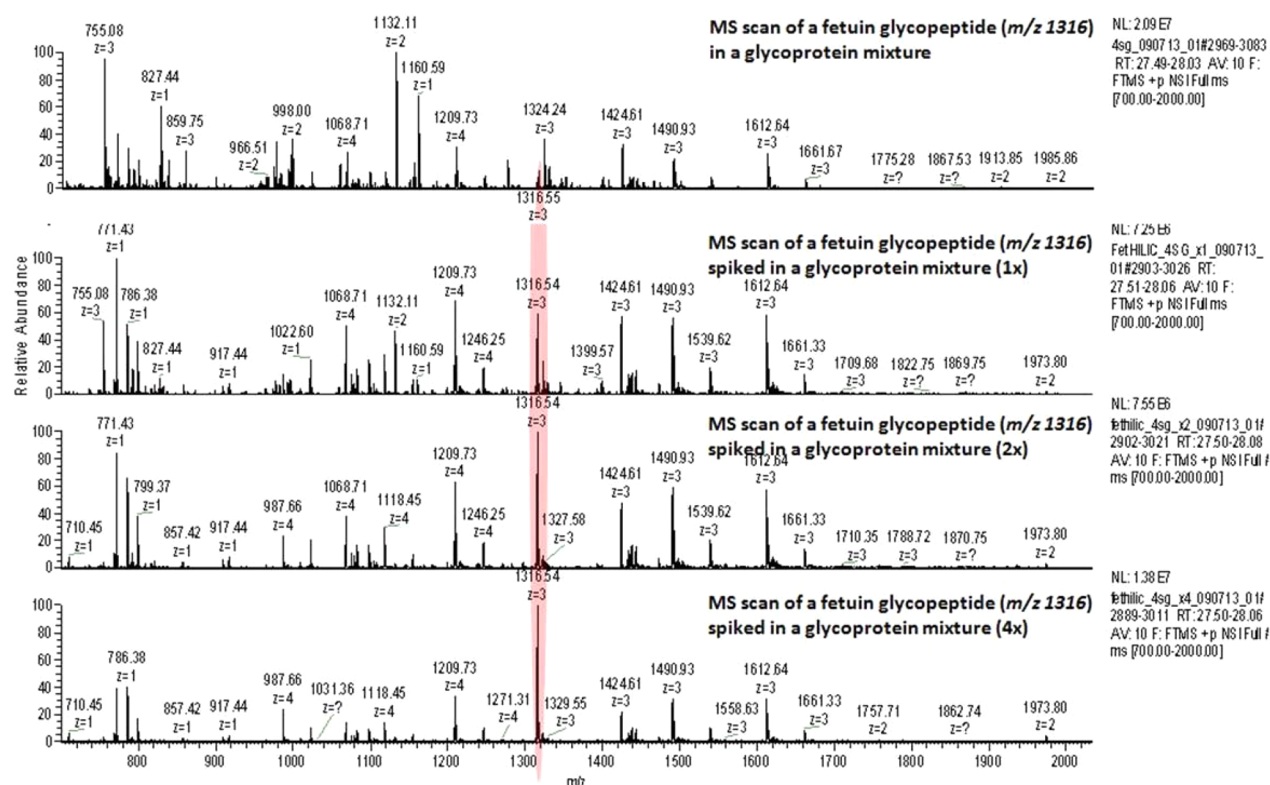 MS scan of a fetuin glycopeptide (m/z 1316)
in a glycoprotein mixture
NL: 2.09 E7
4sg_090713_01#2969-3083
RT: 27.49-28.03 AV: 10 F:
FTMS + p NSI Full ms
[700.00-2000.00]
1132.11
z=2
755.08
z=3
1160.59
z=1
827.44
z=1
859.75
z=3
998.00
z=2
966.51
z=2
1068.71
z=4
1209.73
z=4
1324.24
z=3
1424.61
z=3
1490.93
z=3
1612.64
z=3
1661.67
z=3
1775.28
z=?
1867.53
z=?
1913.85
z=2
1985.86
z=2
100
80
60
40
20
0
1316.55
z=3
MS scan of a fetuin glycopeptide (m/z 1316)
spiked in a glycoprotein mixture (1x)
NL: 7.25 E6
FetHILIC_4SG_x1_090713_
01#2903-3026 RT:
27.51-28.06 AV: 10 F:
FTMS + p NSI Full ms
[700.00-2000.00]
771.43
z=1
755.08
z=3
786.38
z=1
827.44
z=1
917.44
z=1
1022.60
z=1
1068.71
z=4
1132.11
z=2
1160.59
z=1
1209.73
z=4
1246.25
z=4
1316.54
z=3
1399.57
z=3
1424.61
z=3
1490.93
z=3
1539.62
z=3
1612.64
z=3
1661.33
z=3
1709.68
z=3
1822.75
z=?
1869.75
z=?
1973.80
z=2
100
80
60
40
20
0
Relative Abundance
MS scan of a fetuin glycopeptide (m/z 1316)
spiked in a glycoprotein mixture (2x)
NL: 7.55 E6
fethilic_4sg_x2_090713_01#
2902-3021 RT: 27.50-28.08
AV: 10 F: FTMS + p NSI Full
ms [700.00-2000.00]
1316.54
z=3
771.43
z=1
710.45
z=1
799.37
z=1
857.42
z=1
917.44
z=1
987.66
z=4
1068.71
z=4
1118.45
z=4
1209.73
z=4
1246.25
z=4
1327.58
z=3
1424.61
z=3
1490.93
z=3
1539.62
z=3
1612.64
z=3
1661.33
z=3
1710.35
z=3
1788.72
z=3
1870.75
z=?
1973.80
z=2
100
80
60
40
20
0
MS scan of a fetuin glycopeptide (m/z 1316)
spiked in a glycoprotein mixture (4x)
NL: 1.38 E7
fethilic_4sg_x4_090713_01#
2889-3011 RT: 27.50-28.06
AV: 10 F: FTMS + p NSI Full
ms [700.00-2000.00]
1316.54
z=3
710.45
z=1
786.38
z=1
857.42
z=1
917.44
z=1
987.66
z=4
1031.36
z=?
1118.45
z=4
1209.73
z=4
1271.31
z=4
1329.55
z=3
1424.61
z=3
1490.93
z=3
1558.63
z=3
1612.64
z=3
1661.33
z=3
1757.71
z=2
1862.74
z=?
1973.80
z=2
100
80
60
40
20
0
800 900 1000 1100 1200 1300 1400 1500 1600 1700 1800 1900 2000
m/z